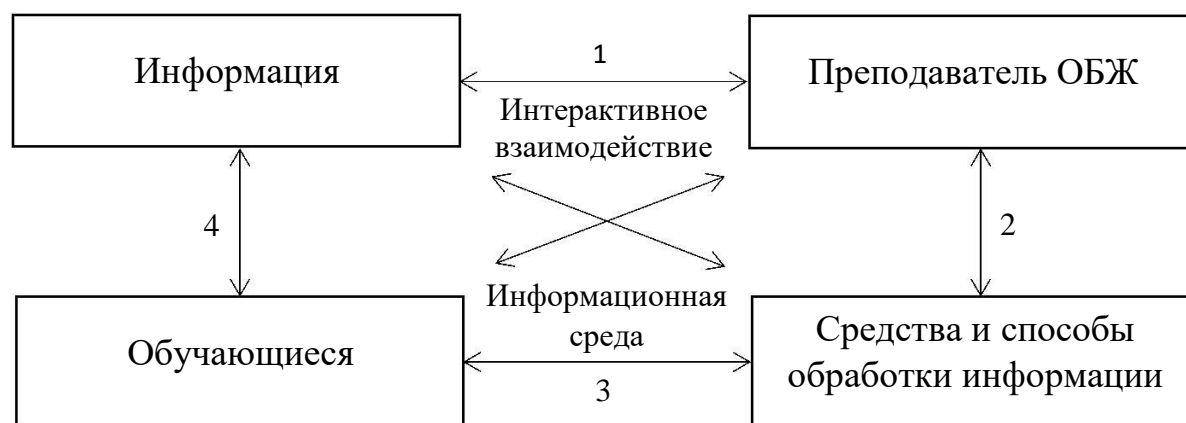 Информация
1
Преподаватель ОБЖ
Интерактивное
взаимодействие
4
2
Информационная
среда
Обучающиеся
Средства и способы
обработки информации
3